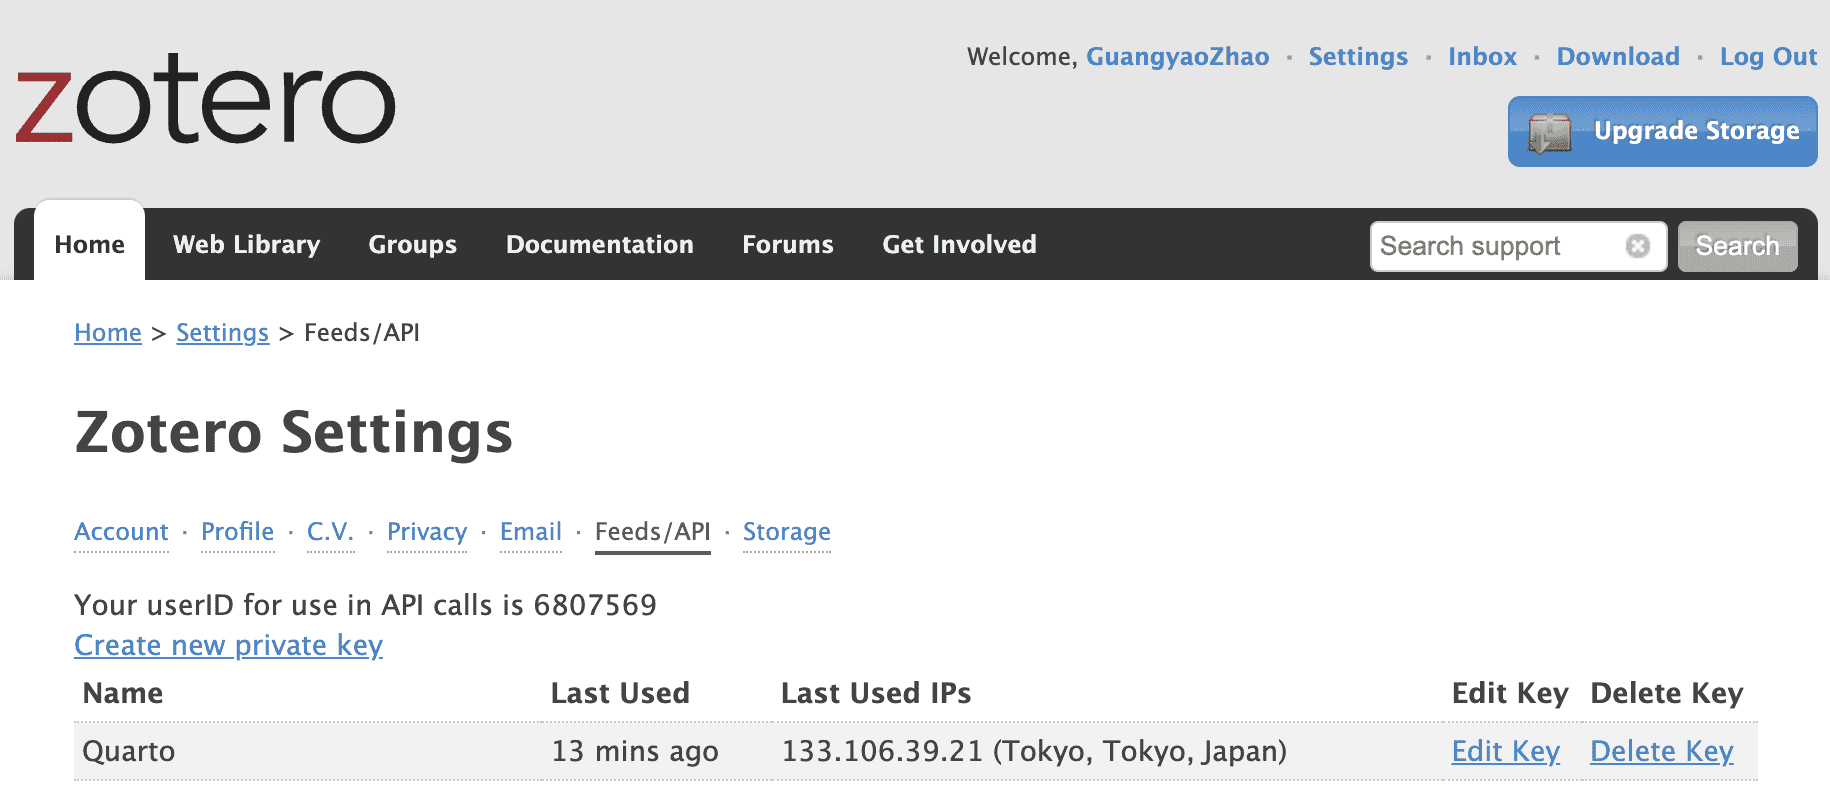 zotero
Welcome, GuangyaoZhao · Settings · Inbox · Download · Log Out
Upgrade Storage
Home Web Library Groups Documentation Forums Get Involved Search support Search
Home > Settings > Feeds/API
Zotero Settings
Account · Profile · C.V. · Privacy · Email · Feeds/API · Storage
Your userID for use in API calls is 6807569
Create new private key
Name Last Used Last Used IPs Edit Key Delete Key
Quarto 13 mins ago 133.106.39.21 (Tokyo, Tokyo, Japan) Edit Key Delete Key